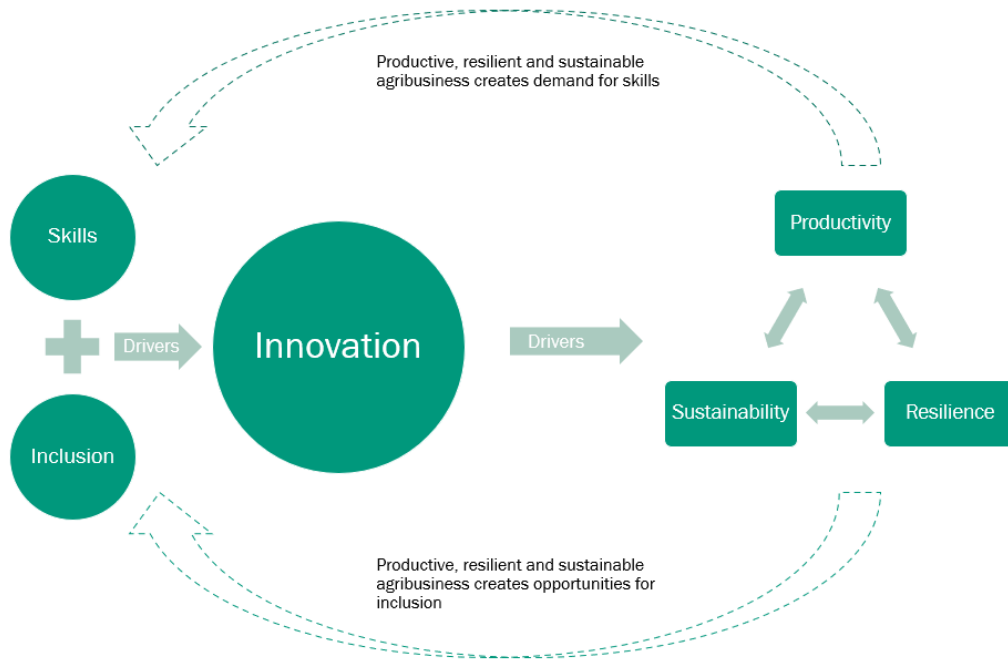 Productive, resilient and sustainable
agribusiness creates demand for skills
Skills
Productivity
Drivers
Innovation
Drivers
Sustainability
Resilience
Inclusion
Productive, resilient and sustainable
agribusiness creates opportunities for
inclusion